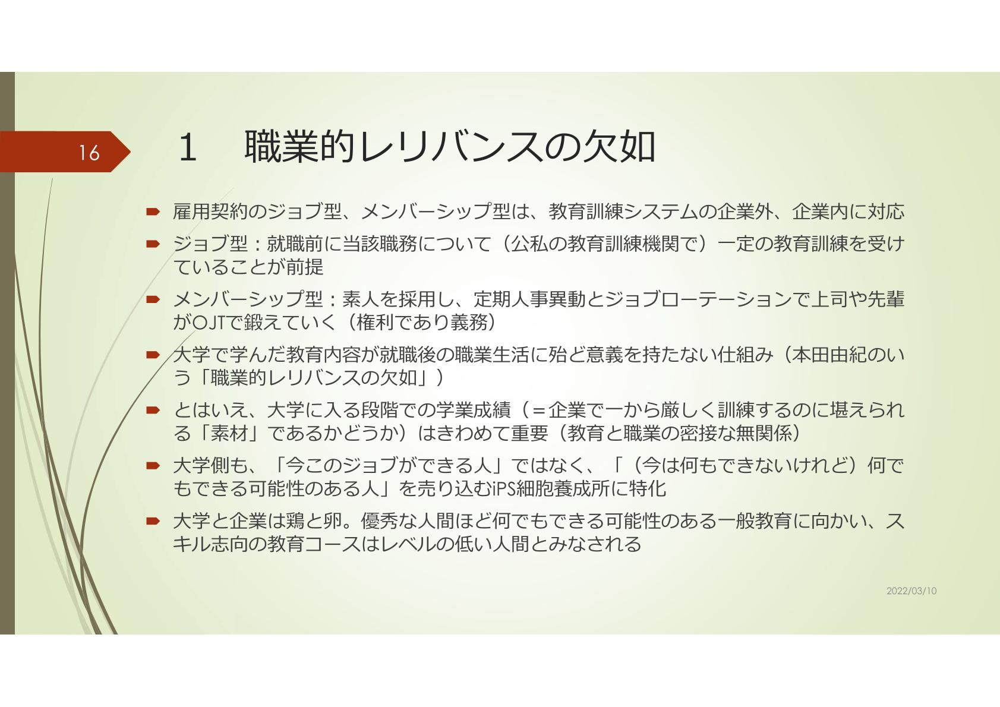 16
1　職業的レリバンスの欠如
雇用契約のジョブ型、メンバーシップ型は、教育訓練システムの企業外、企業内に対応
ジョブ型：就職前に当該職務について（公私の教育訓練機関で）一定の教育訓練を受け
ていることが前提
メンバーシップ型：素人を採用し、定期人事異動とジョブローテーションで上司や先輩
がOJTで鍛えていく（権利であり義務）
大学で学んだ教育内容が就職後の職業生活に殆ど意義を持たない仕組み（本田由紀のい
う「職業的レリバンスの欠如」）
とはいえ、大学に入る段階での学業成績（＝企業で一から厳しく訓練するのに堪えられ
る「素材」であるかどうか）はきわめて重要（教育と職業の密接な無関係）
大学側も、「今このジョブができる人」ではなく、「（今は何もできないけれど）何で
もできる可能性のある人」を売り込むiPS細胞養成所に特化
大学と企業は鶏と卵。優秀な人間ほど何でもできる可能性のある一般教育に向かい、ス
キル志向の教育コースはレベルの低い人間とみなされる
2022/03/10